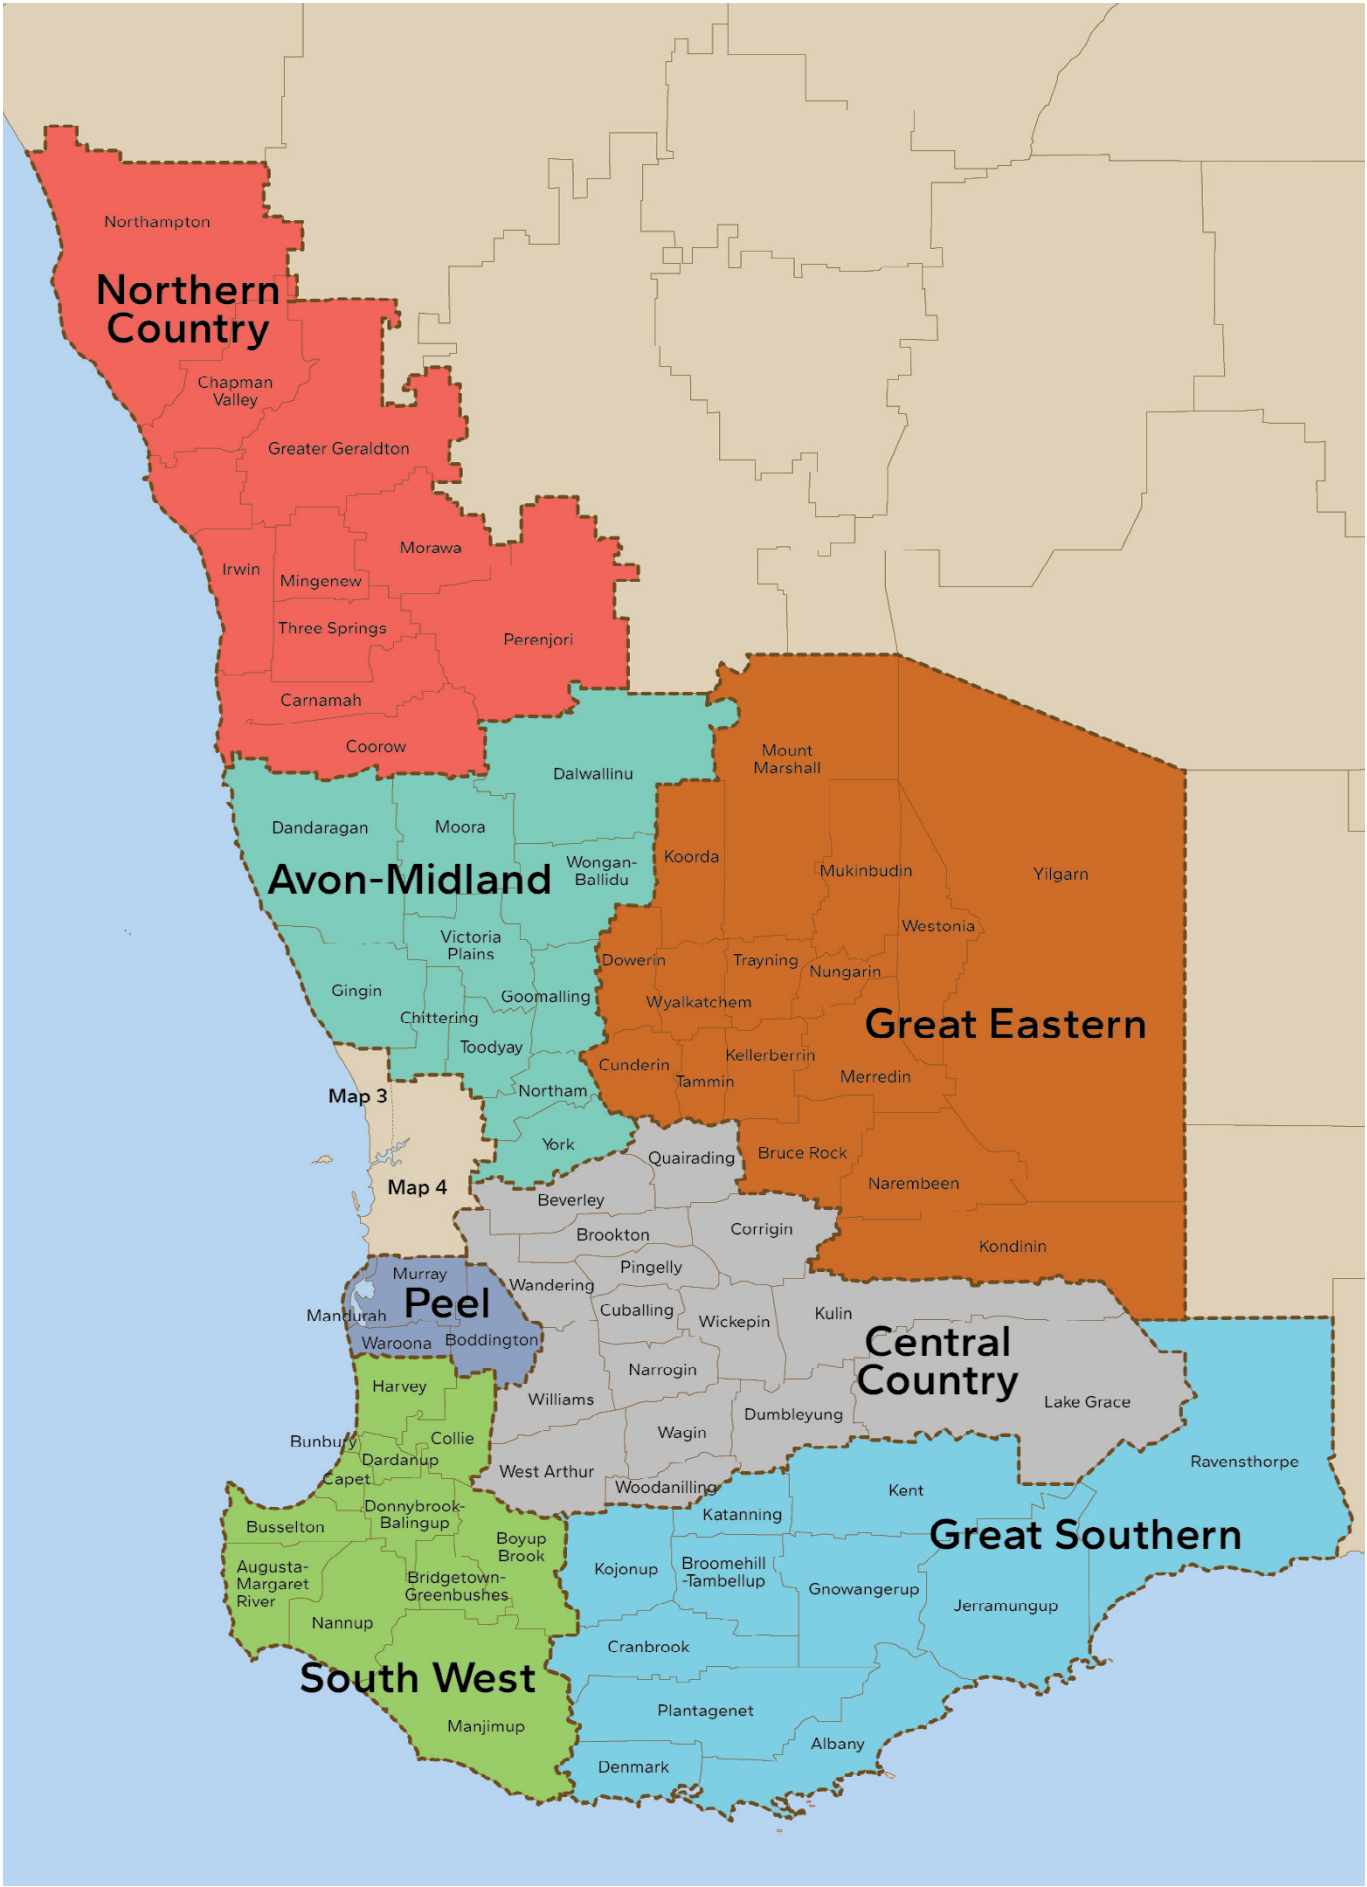 Northampton
Northern
Country
Chapman
Valley
Greater Geraldton
Morawa
Irwin
Mingenew
Three Springs
Perenjori
Carnamah
Coorow
Dalwallinu
Mount
Marshall
Dandaragan
Moora
Koorda
Wongan-
Ballidu
Mukinbudin
Yilgarn
Avon-Midland
Westonia
Victoria
Plains
Dowerin
Trayning
Nungarin
Gingin
Goomalling
Wyalkatchem
Chittering
Great Eastern
Toodyay
Kellerberrin
Cunderin
Tammin
Merredin
Northam
Map 3
York
Quairading
Bruce Rock
Narembeen
Map 4
Beverley
Brookton
Corrigin
Kondinin
Pingelly
Murray
Wandering
Peel
Mandurah
Cuballing
Wickepin
Kulin
Waroona
Boddington
Central
Country
Narrogin
Harvey
Williams
Lake Grace
Dumbleyung
Wagin
Bunbury
Collie
Dardanup
Capet
West Arthur
Woodanilling
Ravensthorpe
Kent
Donnybrook-
Balingup
Katanning
Busselton
Great Southern
Boyup
Brook
Augusta-
Margaret
River
Bridgetown-
Greenbushes
Kojonup
Broomehill
-Tambellup
Gnowangerup
Jerramungup
Nannup
Cranbrook
South West
Plantagenet
Manjimup
Albany
Denmark